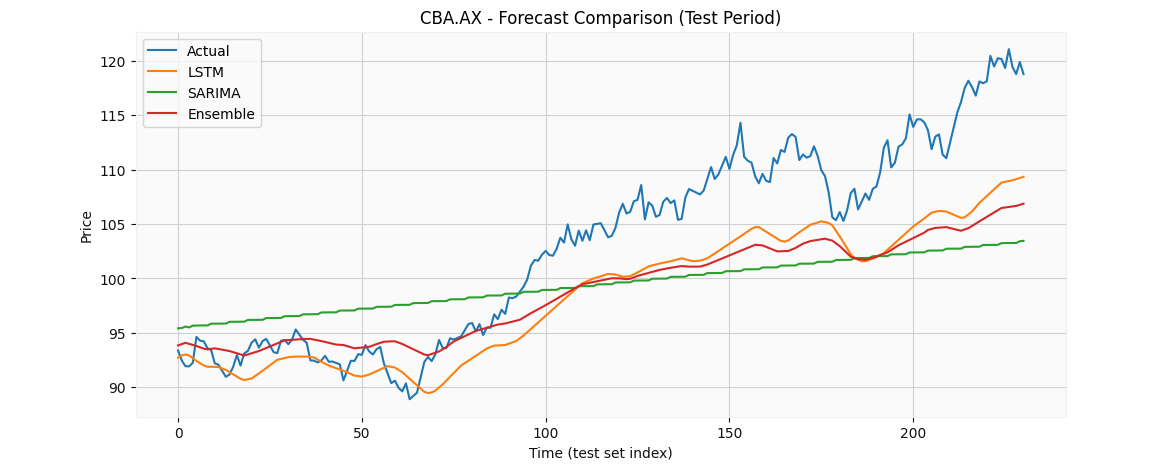 CBA.AX - Forecast Comparison (Test Period)
Actual
LSTM
SARIMA
Ensemble
Price
120
115
110
105
100
95
90
0
50
100
150
200
Time (test set index)